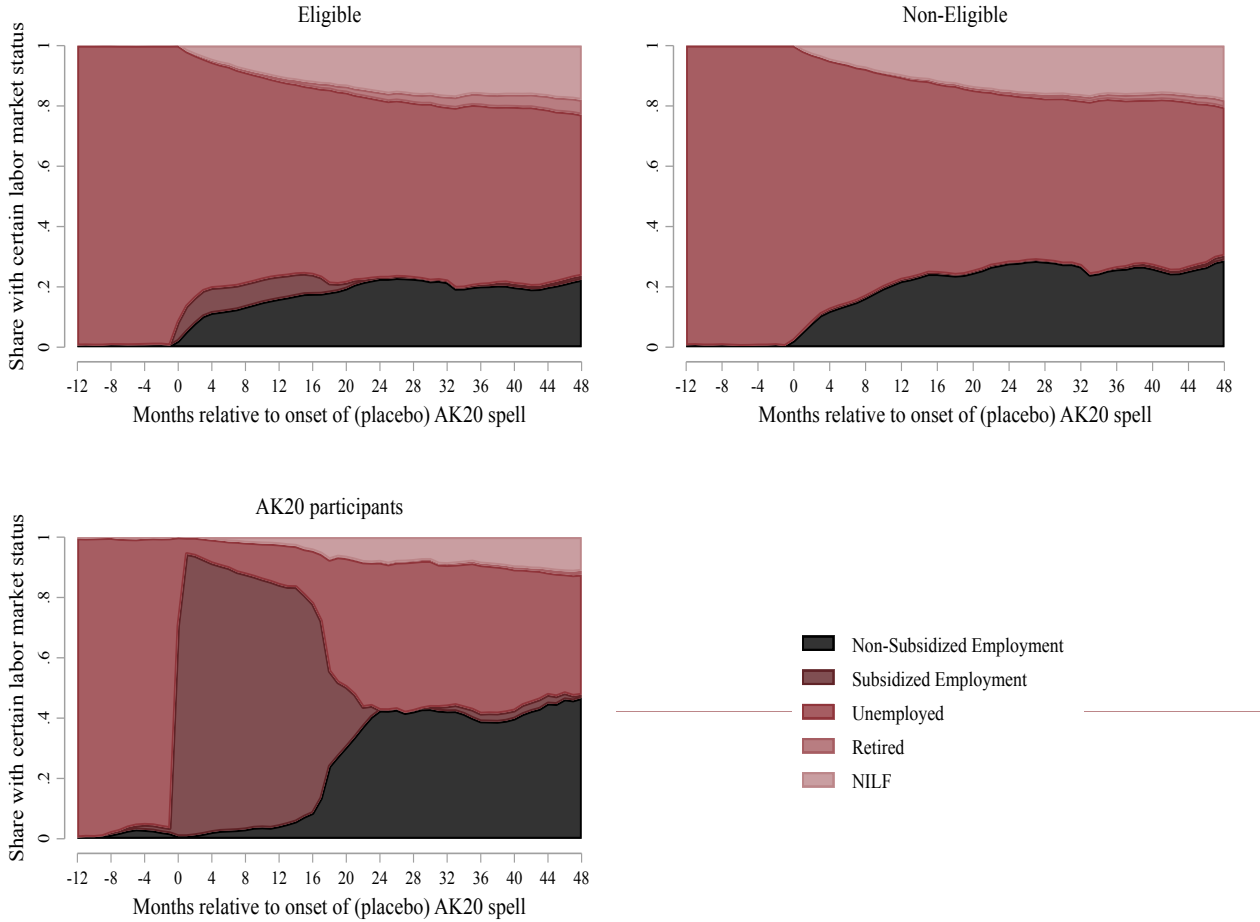 Eligible
Share with certain labor market status
0 .2 .4 .6 .8 1
-12 -8 -4 0 4 8 12 16 20 24 28 32 36 40 44 48
Months relative to onset of (placebo) AK20 spell
Non-Eligible
0 .2 .4 .6 .8 1
-12 -8 -4 0 4 8 12 16 20 24 28 32 36 40 44 48
Months relative to onset of (placebo) AK20 spell
AK20 participants
Share with certain labor market status
0 .2 .4 .6 .8 1
-12 -8 -4 0 4 8 12 16 20 24 28 32 36 40 44 48
Months relative to onset of (placebo) AK20 spell
Non-Subsidized Employment
Subsidized Employment
Unemployed
Retired
NILF